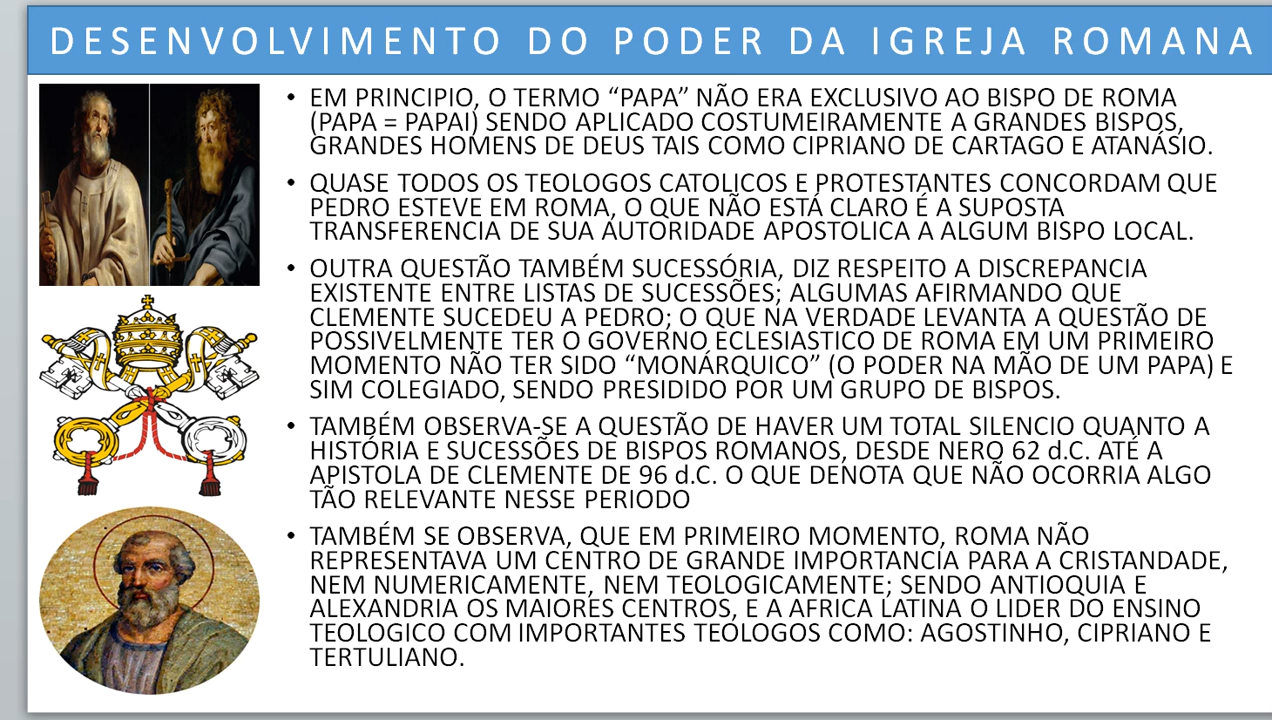 DESENVOLVIMENTO DO PODER DA IGREJA ROMANA
• EM PRINCIPIO, O TERMO “PAPA” NÃO ERA EXCLUSIVO AO BISPO DE ROMA
(PAPA = PAPAI) SENDO APLICADO COSTUMEIRAMENTE A GRANDES BISPOS,
GRANDES HOMENS DE DEUS TAIS COMO CIPRIANO DE CARTAGO E ATANÁSIO.
• QUASE TODOS OS TEOLOGOS CATOLICOS E PROTESTANTES CONCORDAM QUE
PEDRO ESTEVE EM ROMA, O QUE NÃO ESTÁ CLARO É A SUPOSTA
TRANSFERENCIA DE SUA AUTORIDADE APOSTOLICA A ALGUM BISPO LOCAL.
• OUTRA QUESTÃO TAMBÉM SUCESSÓRIA, DIZ RESPEITO A DISCREPANCIA
EXISTENTE ENTRE LISTAS DE SUCESSÕES; ALGUMAS AFIRMANDO QUE
CLEMENTE SUCEDEU A PEDRO; O QUE NA VERDADE LEVANTA A QUESTÃO DE
POSSIVELMENTE TER O GOVERNO ECLESIASTICO DE ROMA EM UM PRIMEIRO
MOMENTO NÃO TER SIDO “MONÁRQUICO” (O PODER NA MÃO DE UM PAPA) E
SIM COLEGIADO, SENDO PRESIDIDO POR UM GRUPO DE BISPOS.
• TAMBÉM OBSERVA-SE A QUESTÃO DE HAVER UM TOTAL SILENCIO QUANTO A
HISTÓRIA E SUCESSÕES DE BISPOS ROMANOS, DESDE NERO 62 d.C. ATÉ A
APISTOLA DE CLEMENTE DE 96 d.C. O QUE DENOTA QUE NÃO OCORRIA ALGO
TÃO RELEVANTE NESSE PERIODO
• TAMBÉM SE OBSERVA, QUE EM PRIMEIRO MOMENTO, ROMA NÃO
REPRESENTAVA UM CENTRO DE GRANDE IMPORTANCIA PARA A CRISTANDADE,
NEM NUMERICAMENTE, NEM TEOLOGICAMENTE; SENDO ANTIOQUIA E
ALEXANDRIA OS MAIORES CENTROS, E A AFRICA LATINA O LIDER DO ENSINO
TEOLOGICO COM IMPORTANTES TEOLOGOS COMO: AGOSTINHO, CIPRIANO E
TERTULIANO.